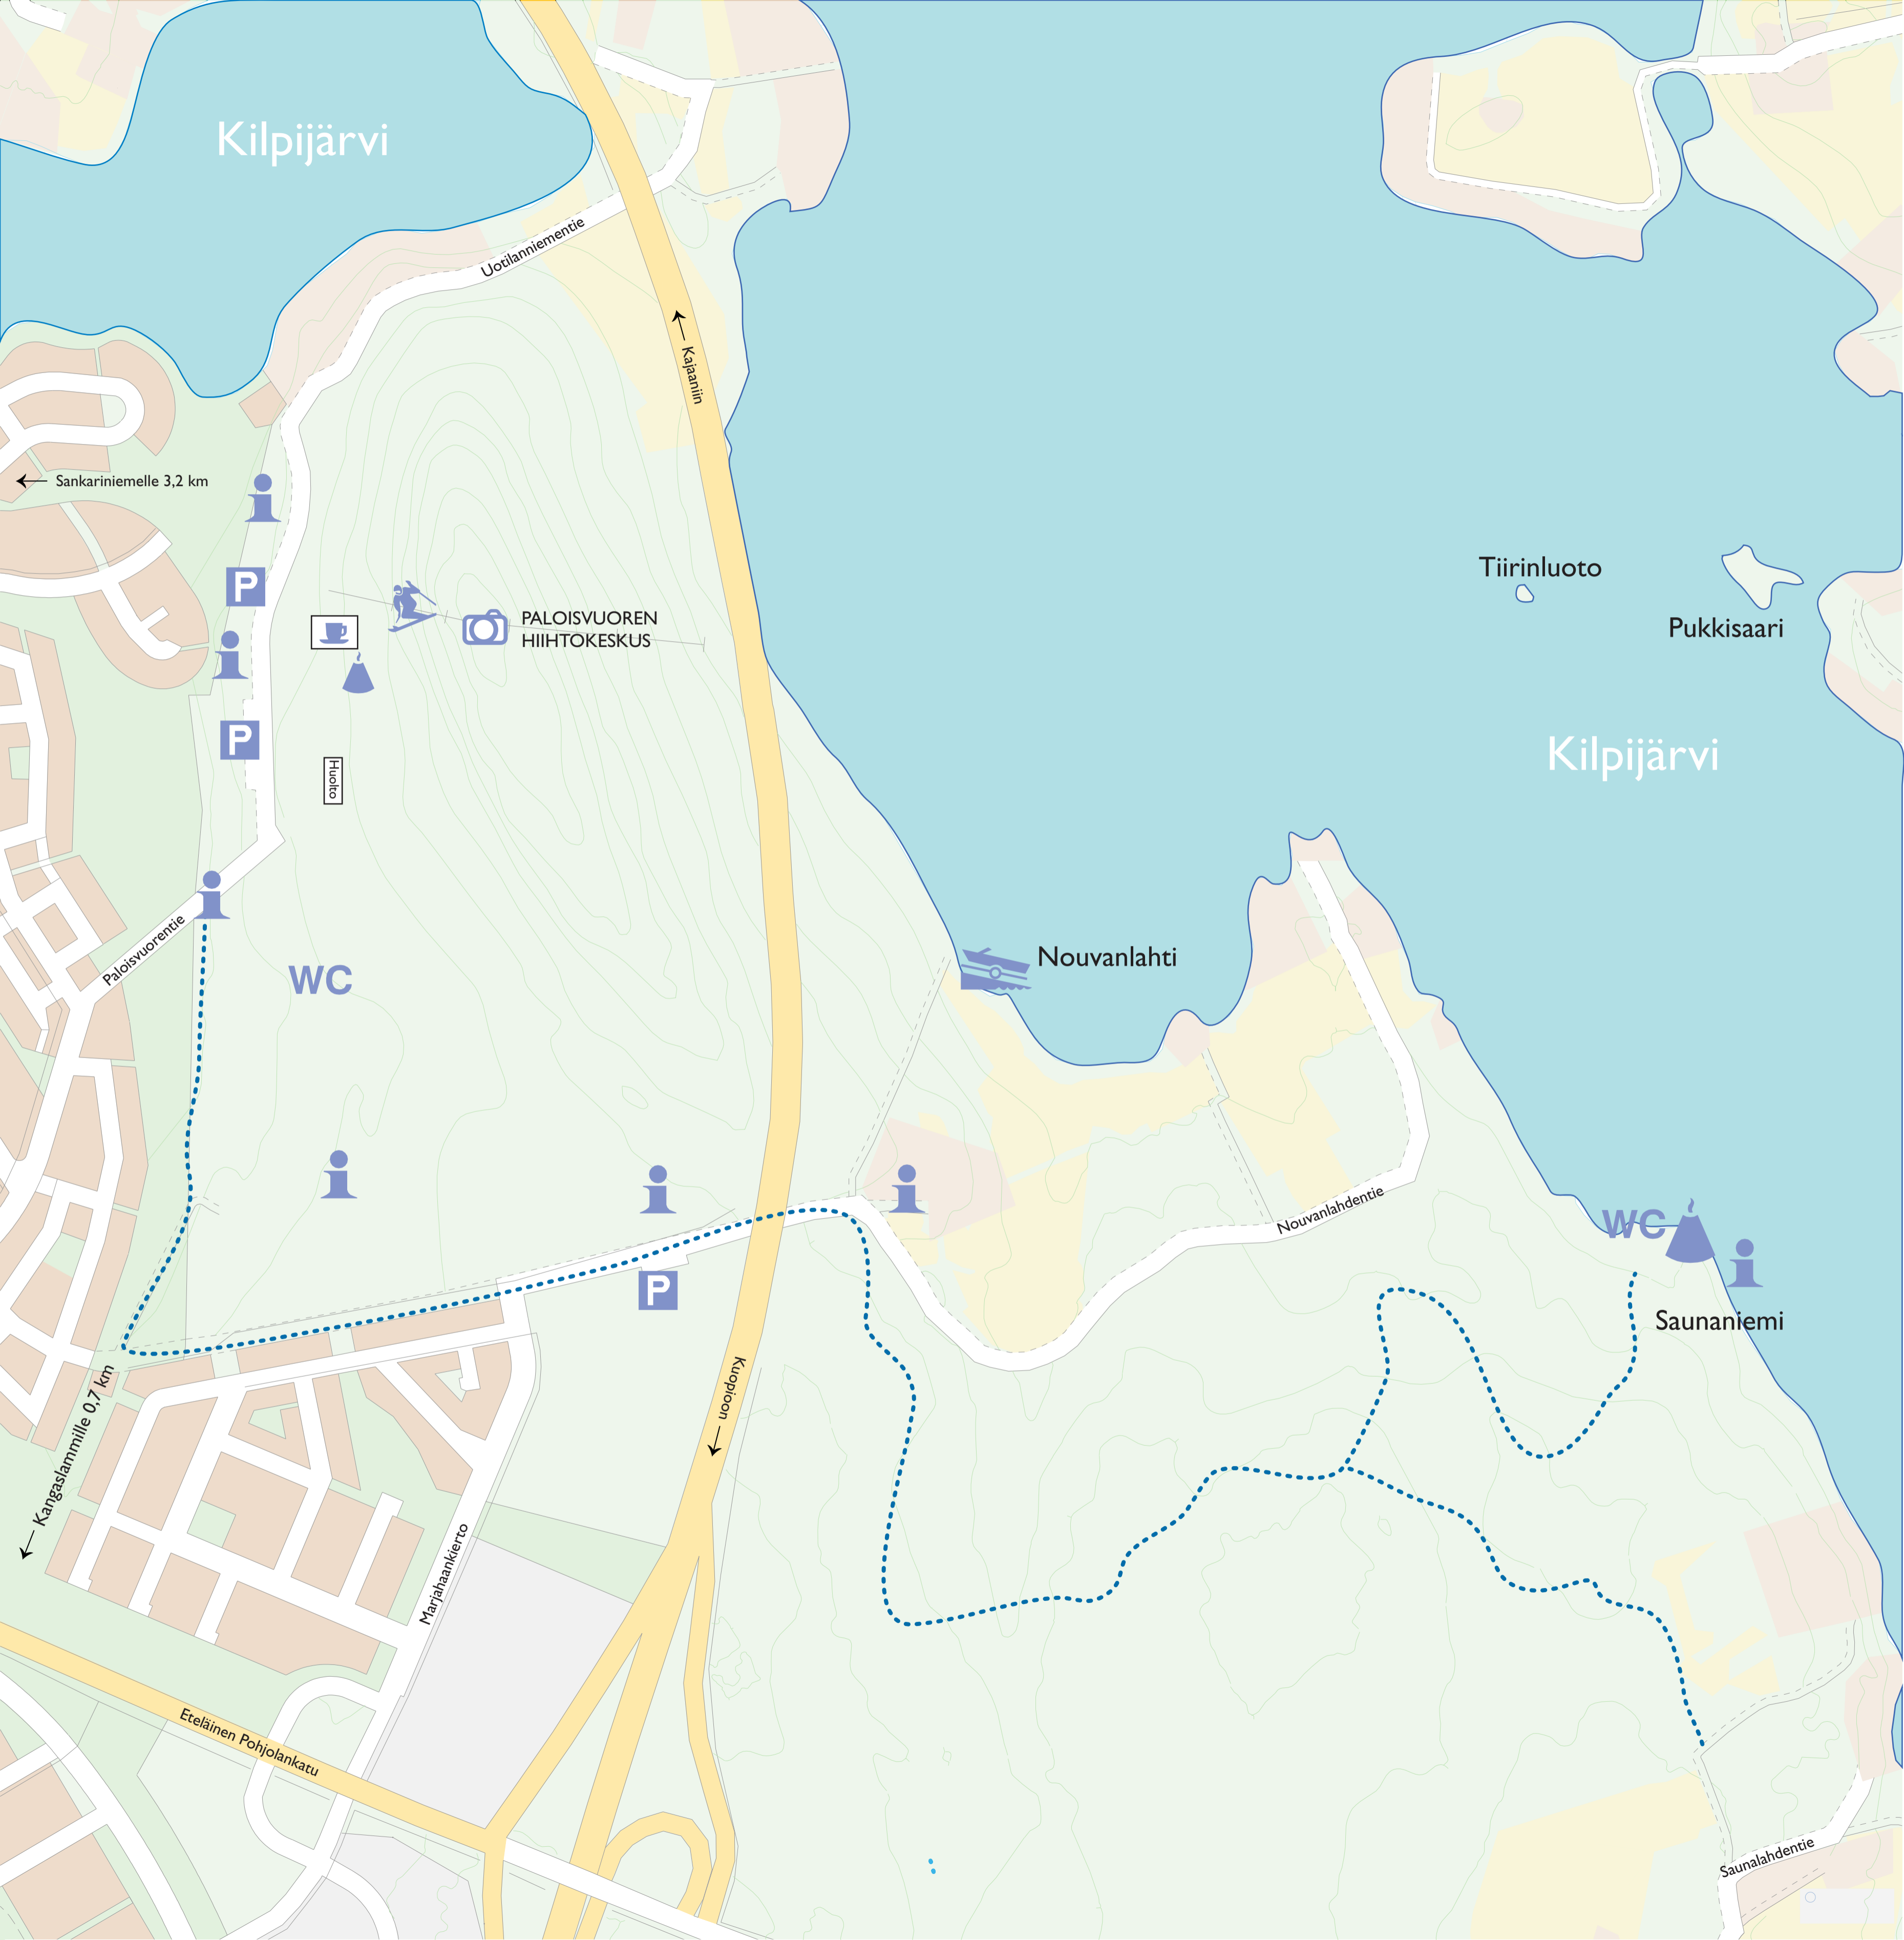 Kilpijärvi
Uotilanniementie
Kajaaniin
Sankariniemelle 3,2 km
P
Tiirinluoto
Pukkisaari
PALOISVUOREN
HIIHTOKESKUS
P
Kilpijärvi
Huolto
Paloisvuorentie
WC
Nouvanlahti
Nouvanlahdentie
WC
P
Saunaniemi
Kuopioon
Kangaslammille 0,7 km
Marjahaankierto
Eteläinen Pohjolankatu
Saunalahdentie